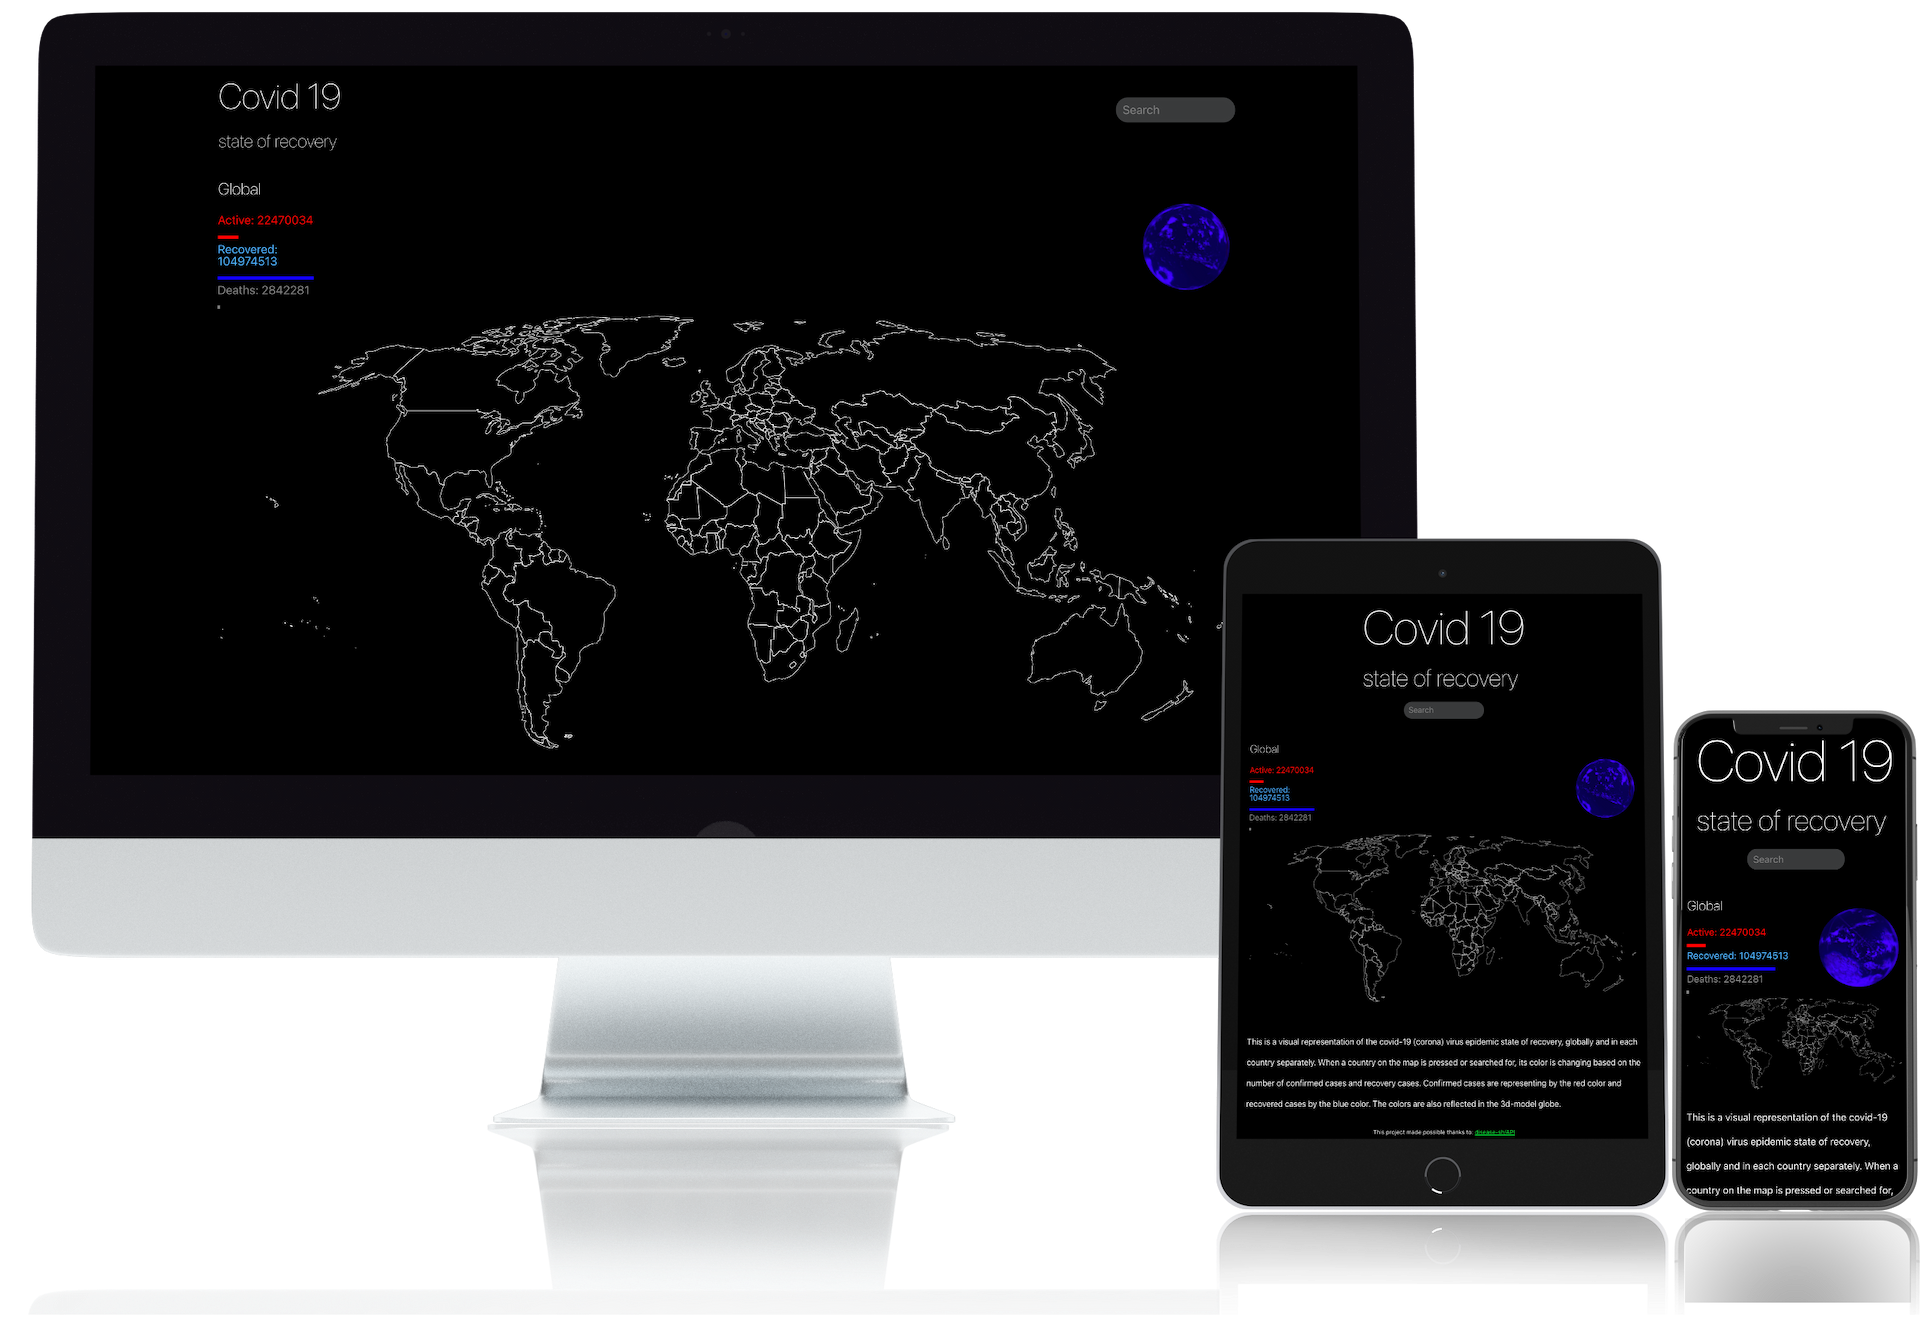 Covid 19
state of recovery
Search
Global
Active: 22470034
Recovered:
104974513
Deaths: 2842281
Covid 19
state of recovery
Search
Global
Active: 22470034
Recovered:
104974513
Deaths: 2842281
This is a visual representation of the covid-19 (corona) virus epidemic state of recovery, globally and in each
country separately. When a country on the map is pressed or searched for, its color is changing based on the
number of confirmed cases and recovery cases. Confirmed cases are representing by the red color and
recovered cases by the blue color. The colors are also reflected in the 3d-model globe.
This project made possible thanks to: disease-sh/API
Covid 19
state of recovery
Search
Global
Active: 22470034
Recovered: 104974513
Deaths: 2842281
This is a visual representation of the covid-19
(corona) virus epidemic state of recovery,
globally and in each country separately. When a
country on the map is pressed or searched for,